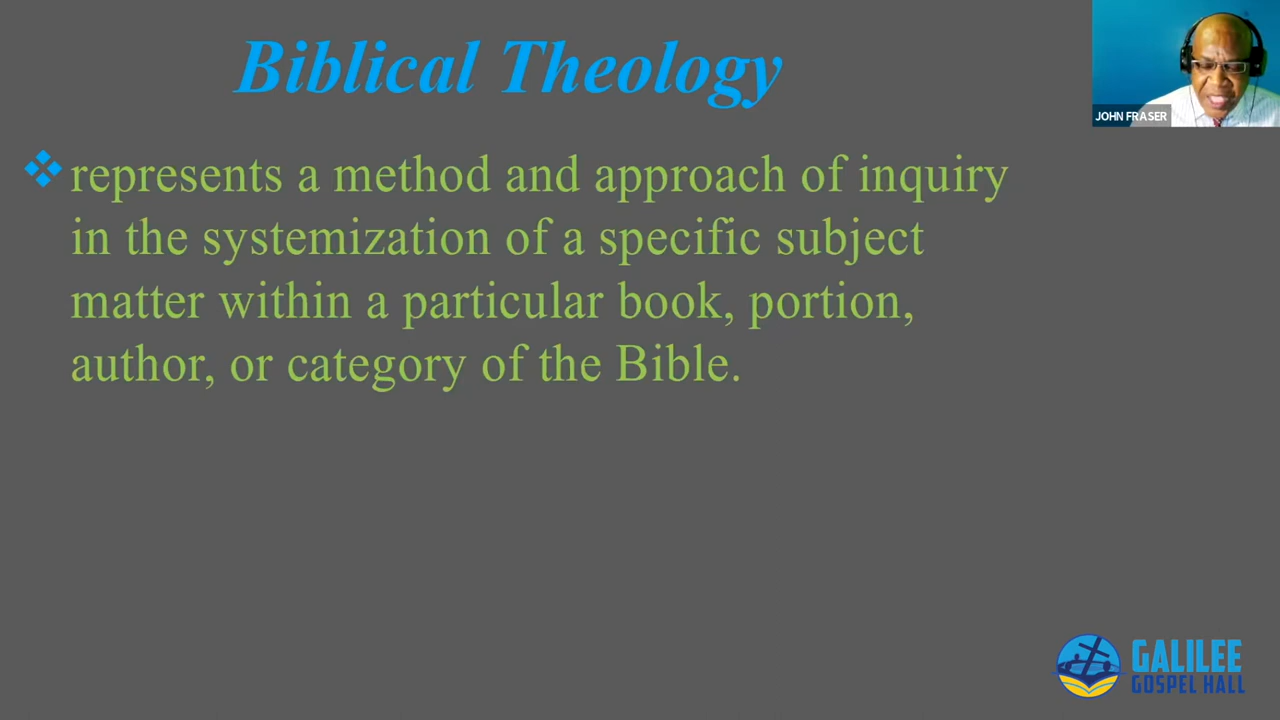 Biblical Theology
JOHN FRASER
represents a method and approach of inquiry
in the systemization of a specific subject
matter within a particular book, portion,
author, or category of the Bible.
GALILEE
GOSPEL HALL